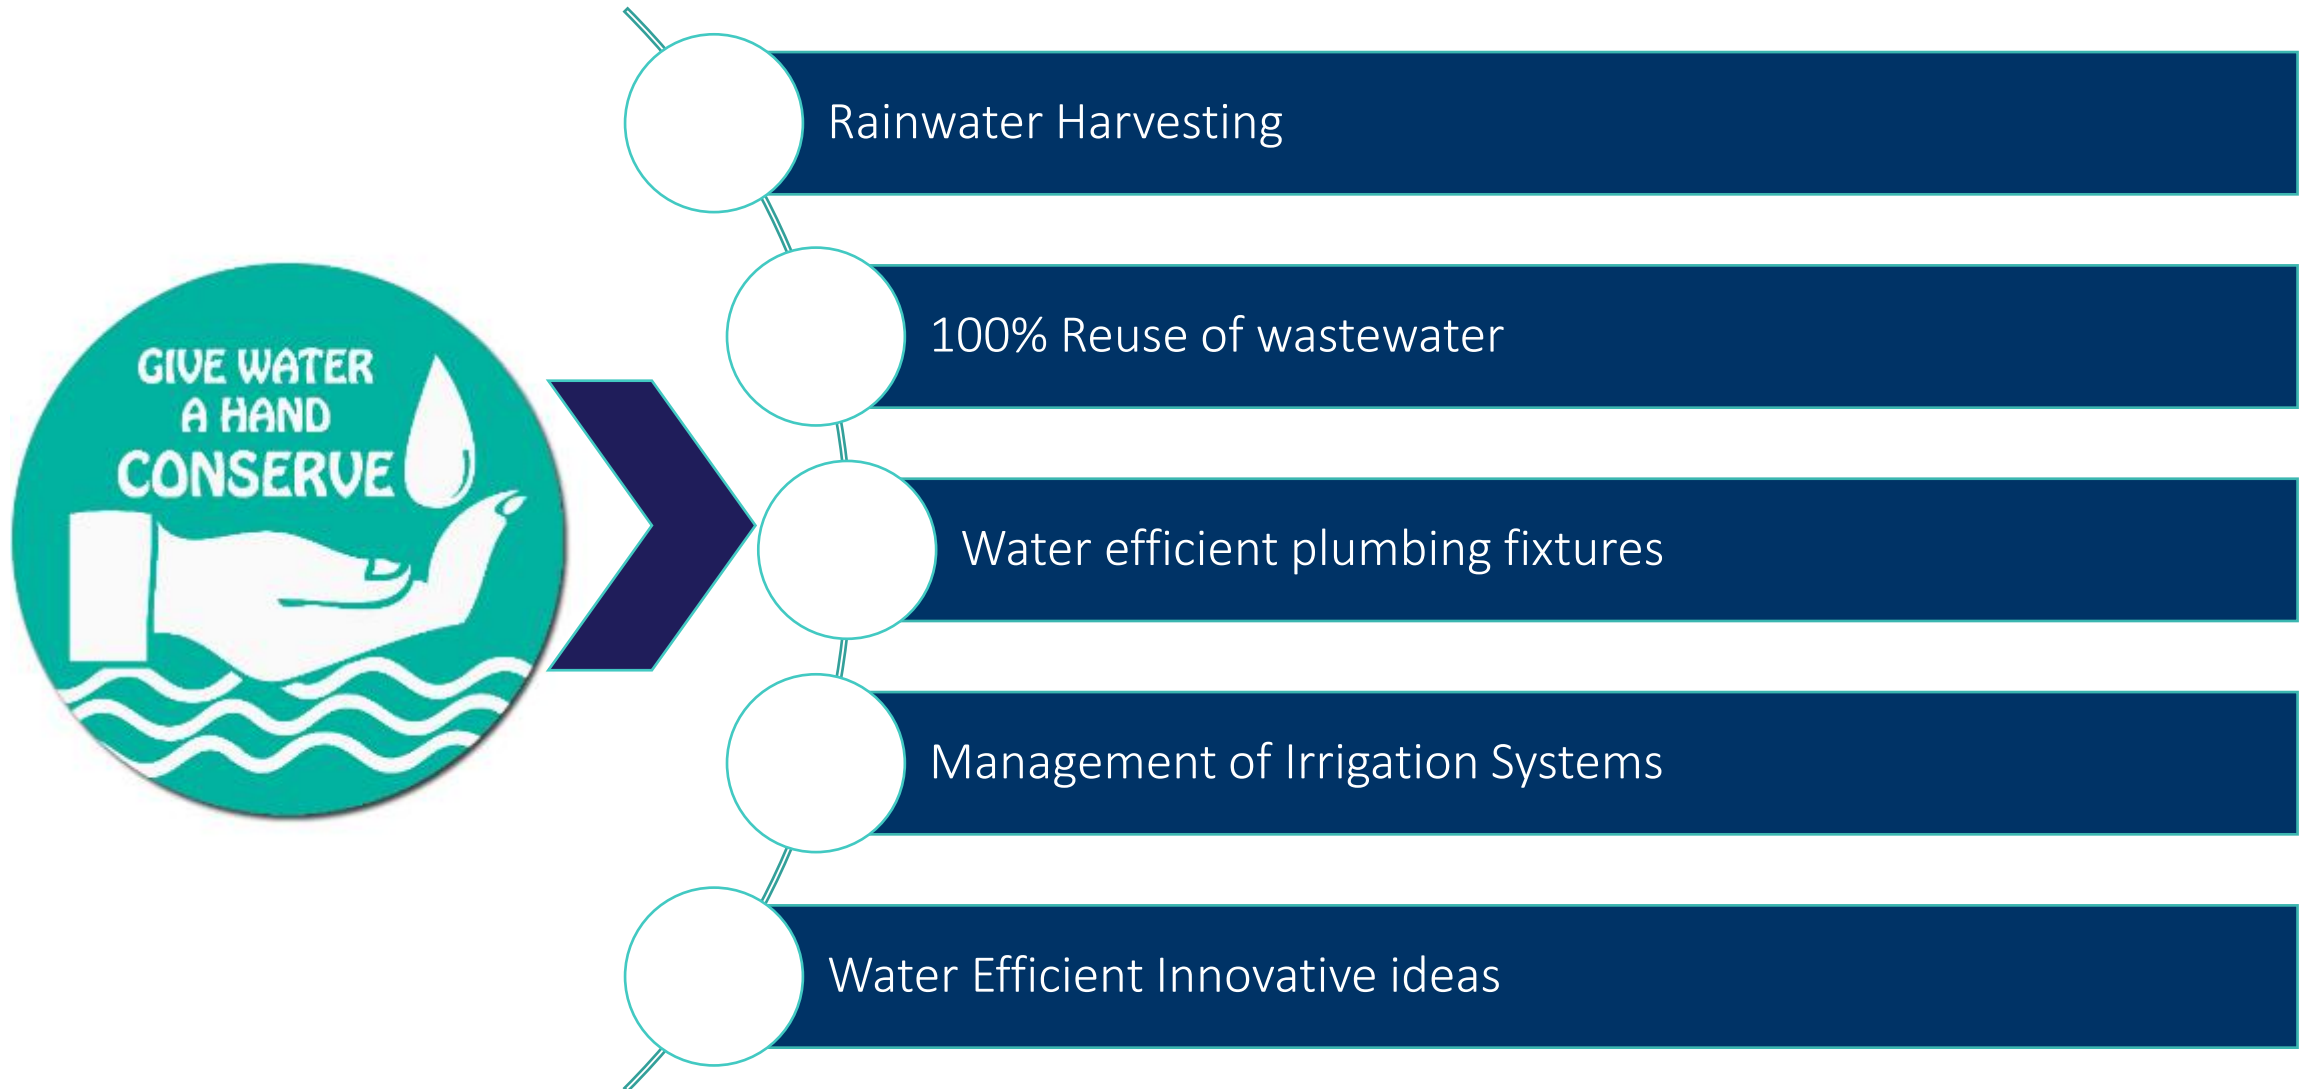 GIVE WATER
A HAND
CONSERVE
Rainwater Harvesting
100% Reuse of wastewater
Water efficient plumbing fixtures
Management of Irrigation Systems
Water Efficient Innovative ideas